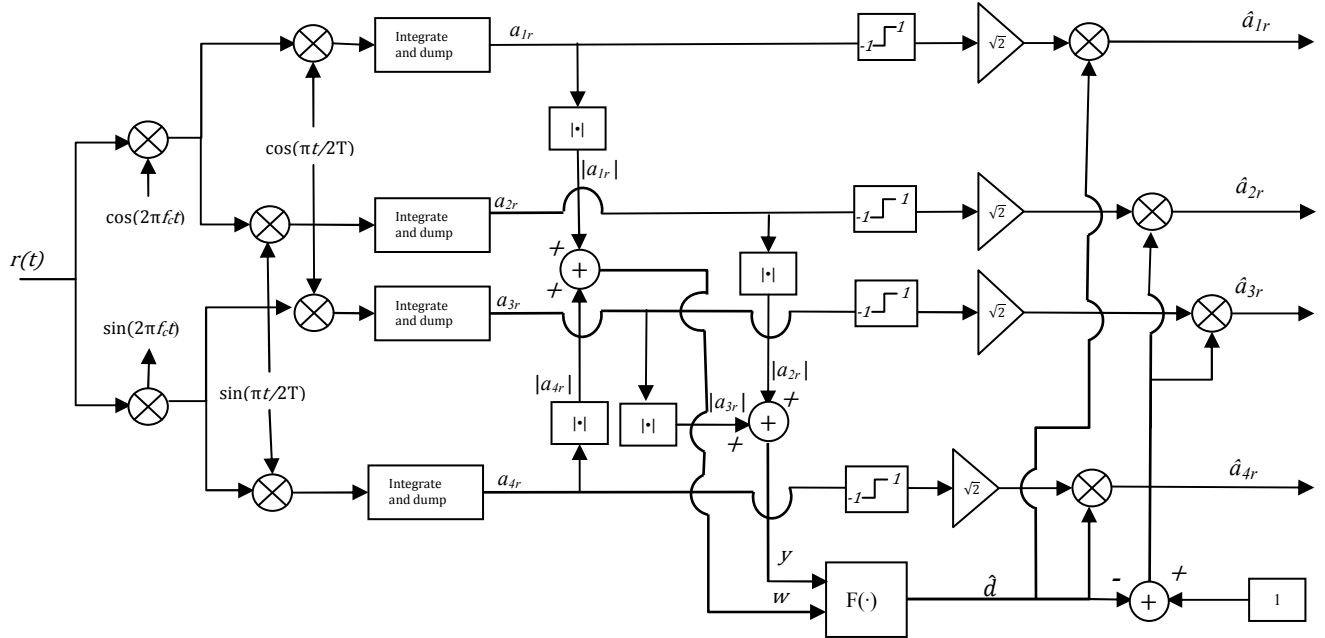 Integrate
and dump
a1r
-1 1
√2
â1r
|•|
cos(πt/2T)
|a1r|
cos(2πfct)
Integrate
and dump
a2r
-1 1
√2
â2r
+
+
+
|•|
r(t)
Integrate
and dump
a3r
-1 1
√2
â3r
sin(2πfct)
|a4r|
|a2r|
sin(πt/2T)
|•|
|•|
|a3r|
+
+
+
Integrate
and dump
a4r
-1 1
√2
â4r
y
w
F(·)
d̂
-
+
+
1